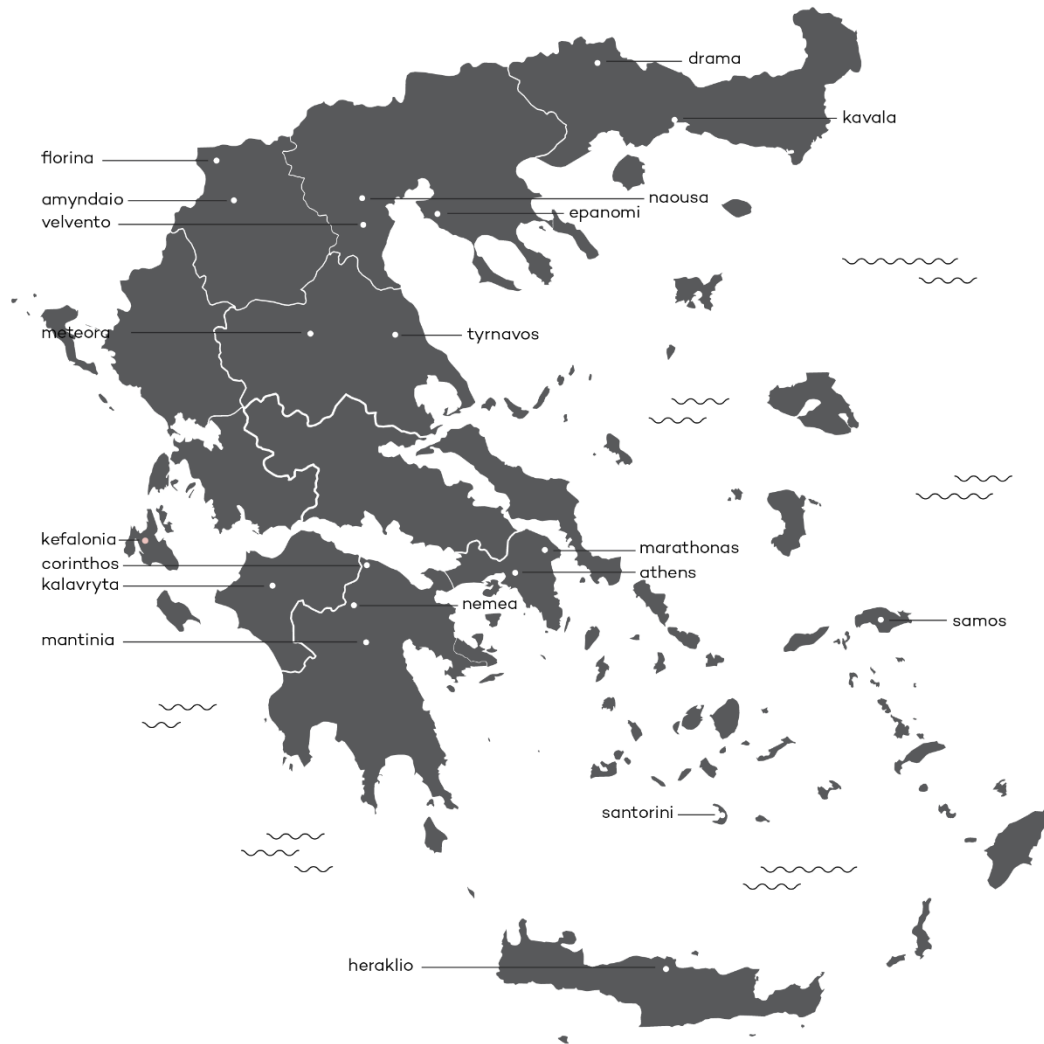 drama
kavala
florina
amyndaio
naousa
epanomi
velvento
meteora
tyrnavos
kefalonia
marathonas
corinthos
athens
kalavryta
nemea
samos
mantinia
santorini
heraklio